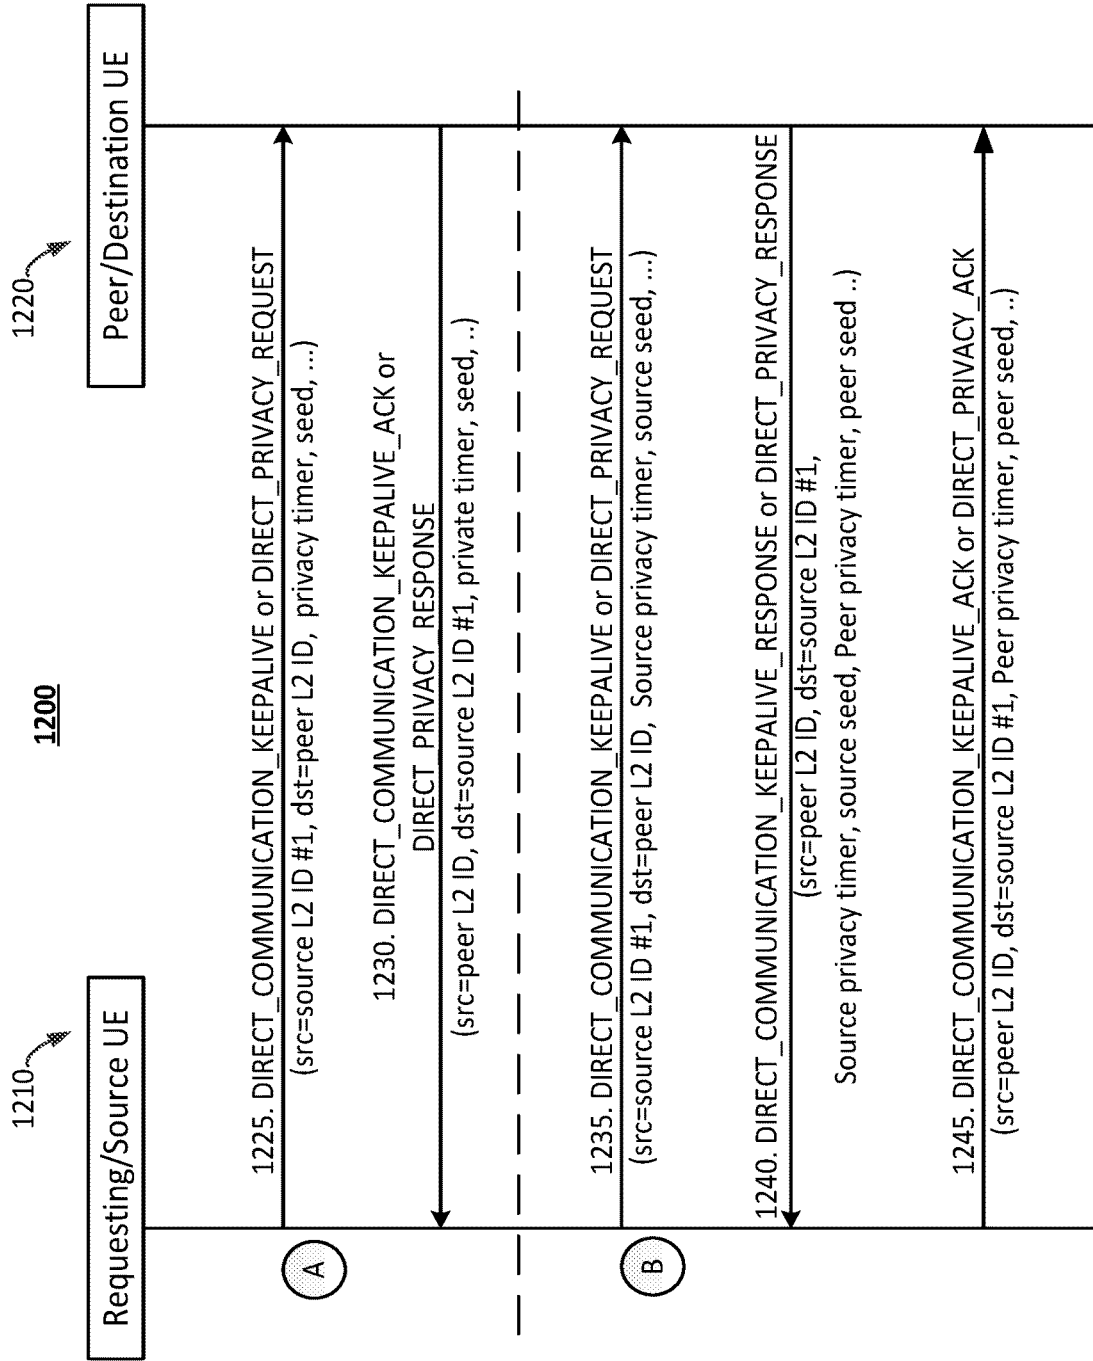 1200
1210
1220
Requesting/Source UE
Peer/Destination UE
A
1225. DIRECT_COMMUNICATION_KEEPALIVE or DIRECT_PRIVACY_REQUEST
(src=source L2 ID #1, dst=peer L2 ID, privacy timer, seed, ...)
1230. DIRECT_COMMUNICATION_KEEPALIVE_ACK or
DIRECT_PRIVACY_RESPONSE
(src=peer L2 ID, dst=source L2 ID #1, private timer, seed, ..)
B
1235. DIRECT_COMMUNICATION_KEEPALIVE or DIRECT_PRIVACY_REQUEST
(src=source L2 ID #1, dst=peer L2 ID, Source privacy timer, source seed, ...)
1240. DIRECT_COMMUNICATION_KEEPALIVE_RESPONSE or DIRECT_PRIVACY_RESPONSE
(src=peer L2 ID, dst=source L2 ID #1,
Source privacy timer, source seed, Peer privacy timer, peer seed ..)
1245. DIRECT_COMMUNICATION_KEEPALIVE_ACK or DIRECT_PRIVACY_ACK
(src=peer L2 ID, dst=source L2 ID #1, Peer privacy timer, peer seed, ..)